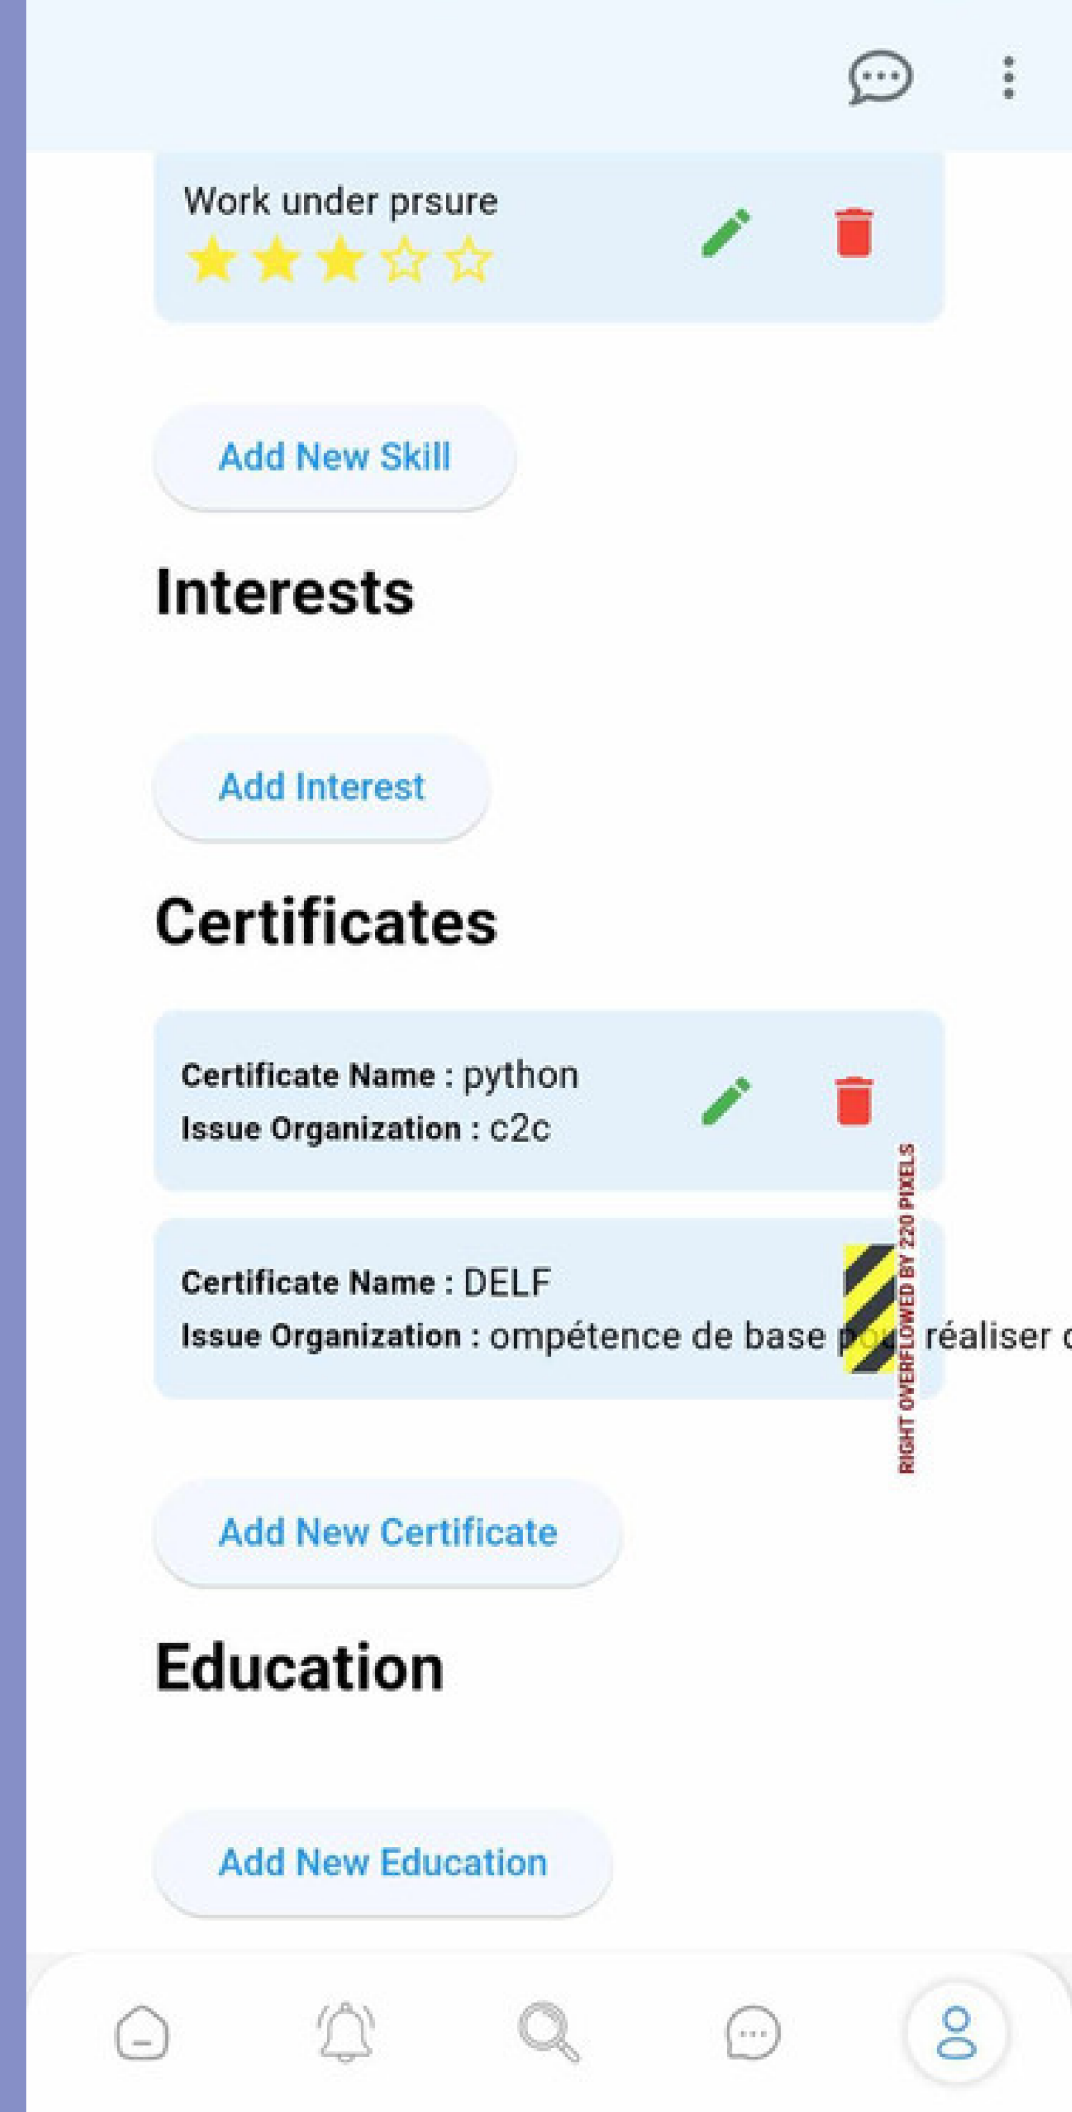 Work under prsure
Add New Skill
Interests
Add Interest
Certificates
Certificate Name : python
Issue Organization : c2c
RIGHT OVERFLOWED BY 220 PIXELS
Certificate Name : DELF
Issue Organization : ompétence de base pour réaliser
Add New Certificate
Education
Add New Education